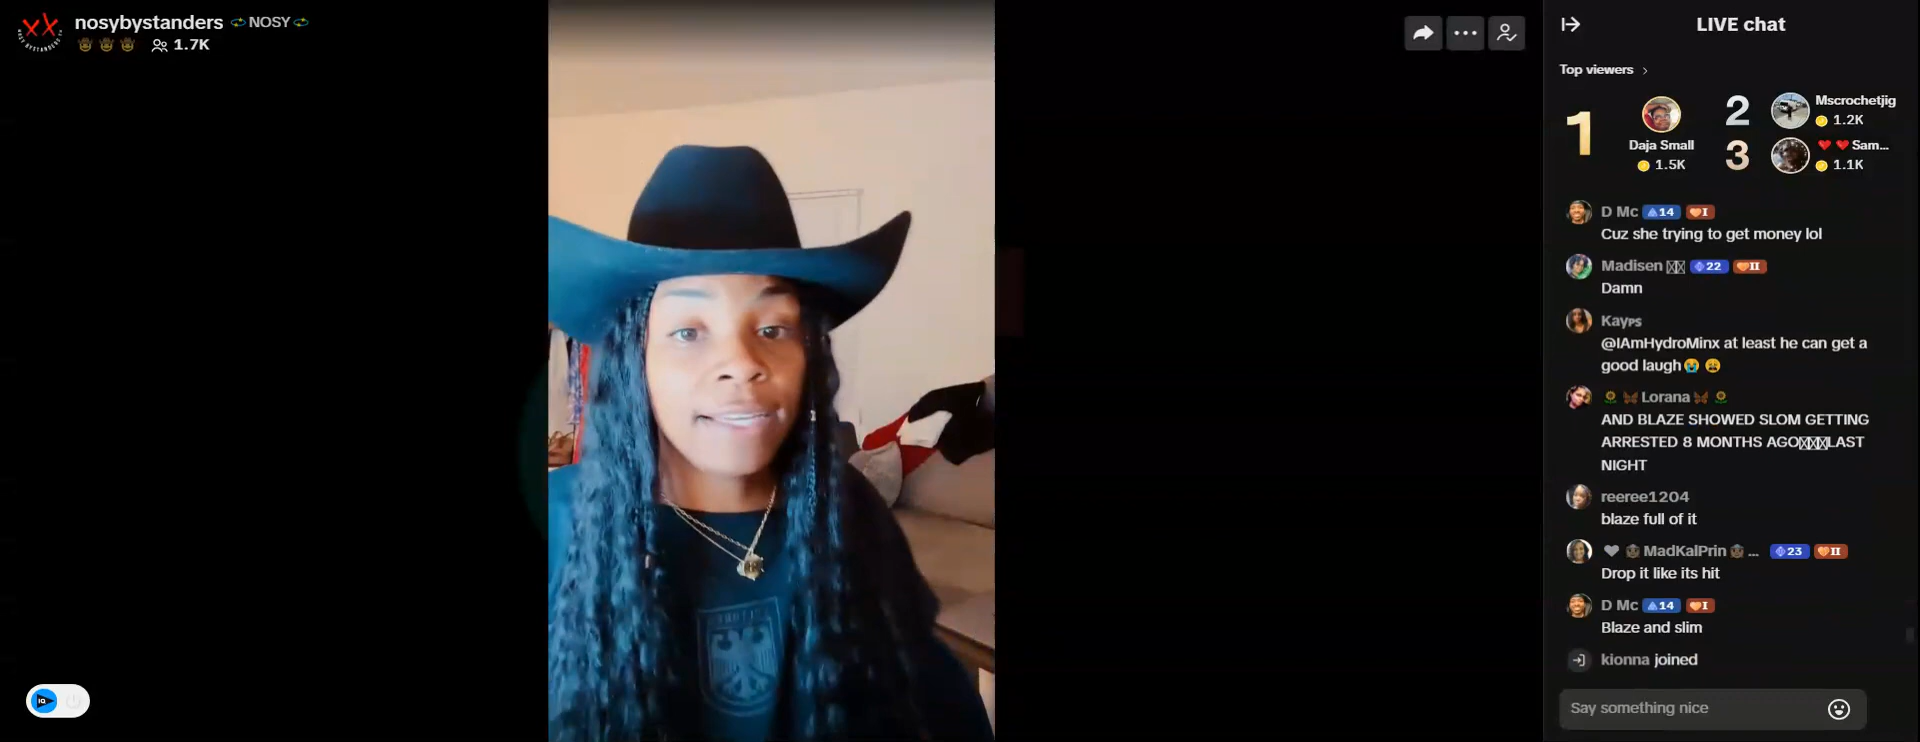 nosybystanders NOSY
1.7K
LIVE chat
Top viewers
1
Daja Small
1.5K
2
Mscrochetjig
1.2K
3
Sam...
1.1K
D Mc 14 I
Cuz she trying to get money lol
Madisen 22 II
Damn
Kayps
@IAmHydroMinx at least he can get a
good laugh😭 😩
🌻 🦋 Lorana 🦋 🌻
AND BLAZE SHOWED SLOM GETTING
ARRESTED 8 MONTHS AGO LAST
NIGHT
reeree1204
blaze full of it
MadKalPrin ... 23 II
Drop it like its hit
D Mc 14 I
Blaze and slim
kionna joined
Say something nice